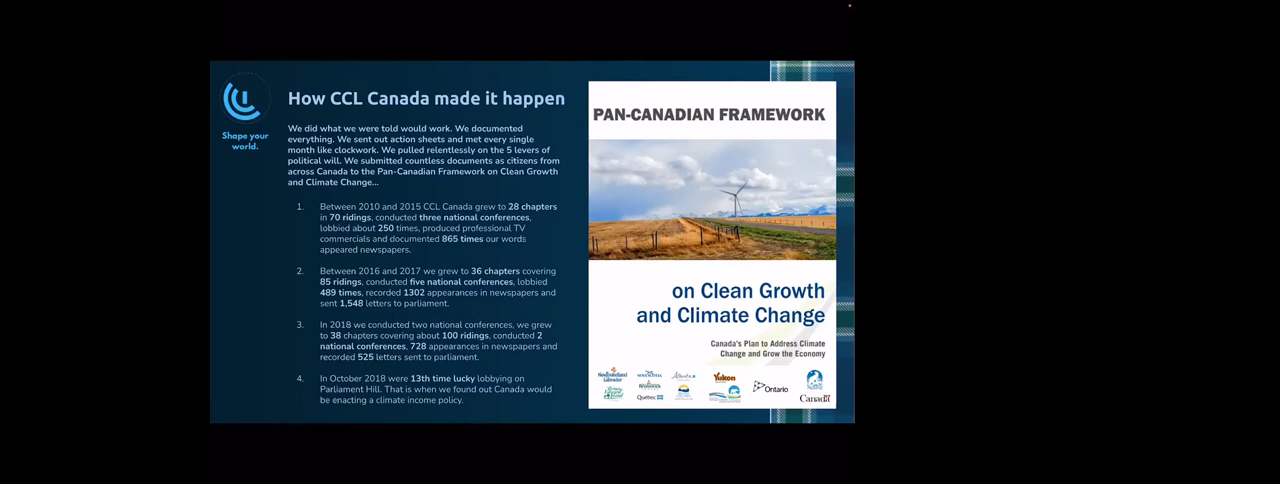 How CCL Canada made it happen
Shape your
world.
We did what we were told would work. We documented
everything. We sent out action sheets and met every single
month like clockwork. We pulled relentlessly on the 5 levers of
political will. We submitted countless documents as citizens from
across Canada to the Pan-Canadian Framework on Clean Growth
and Climate Change...
1. Between 2010 and 2015 CCL Canada grew to 28 chapters
in 70 ridings, conducted three national conferences,
lobbied about 250 times, produced professional TV
commercials and documented 865 times our words
appeared newspapers.
2. Between 2016 and 2017 we grew to 36 chapters covering
85 ridings, conducted five national conferences, lobbied
489 times, recorded 1302 appearances in newspapers and
sent 1,548 letters to parliament.
3. In 2018 we conducted two national conferences, we grew
to 38 chapters covering about 100 ridings, conducted 2
national conferences, 728 appearances in newspapers and
recorded 525 letters sent to parliament.
4. In October 2018 were 13th time lucky lobbying on
Parliament Hill. That is when we found out Canada would
be enacting a climate income policy.
PAN-CANADIAN FRAMEWORK
on Clean Growth
and Climate Change
Canada's Plan to Address Climate
Change and Grow the Economy
Newfoundland
Labrador
NOVA SCOTIA
Alberta
Yukon
Ontario
Québec
Canada